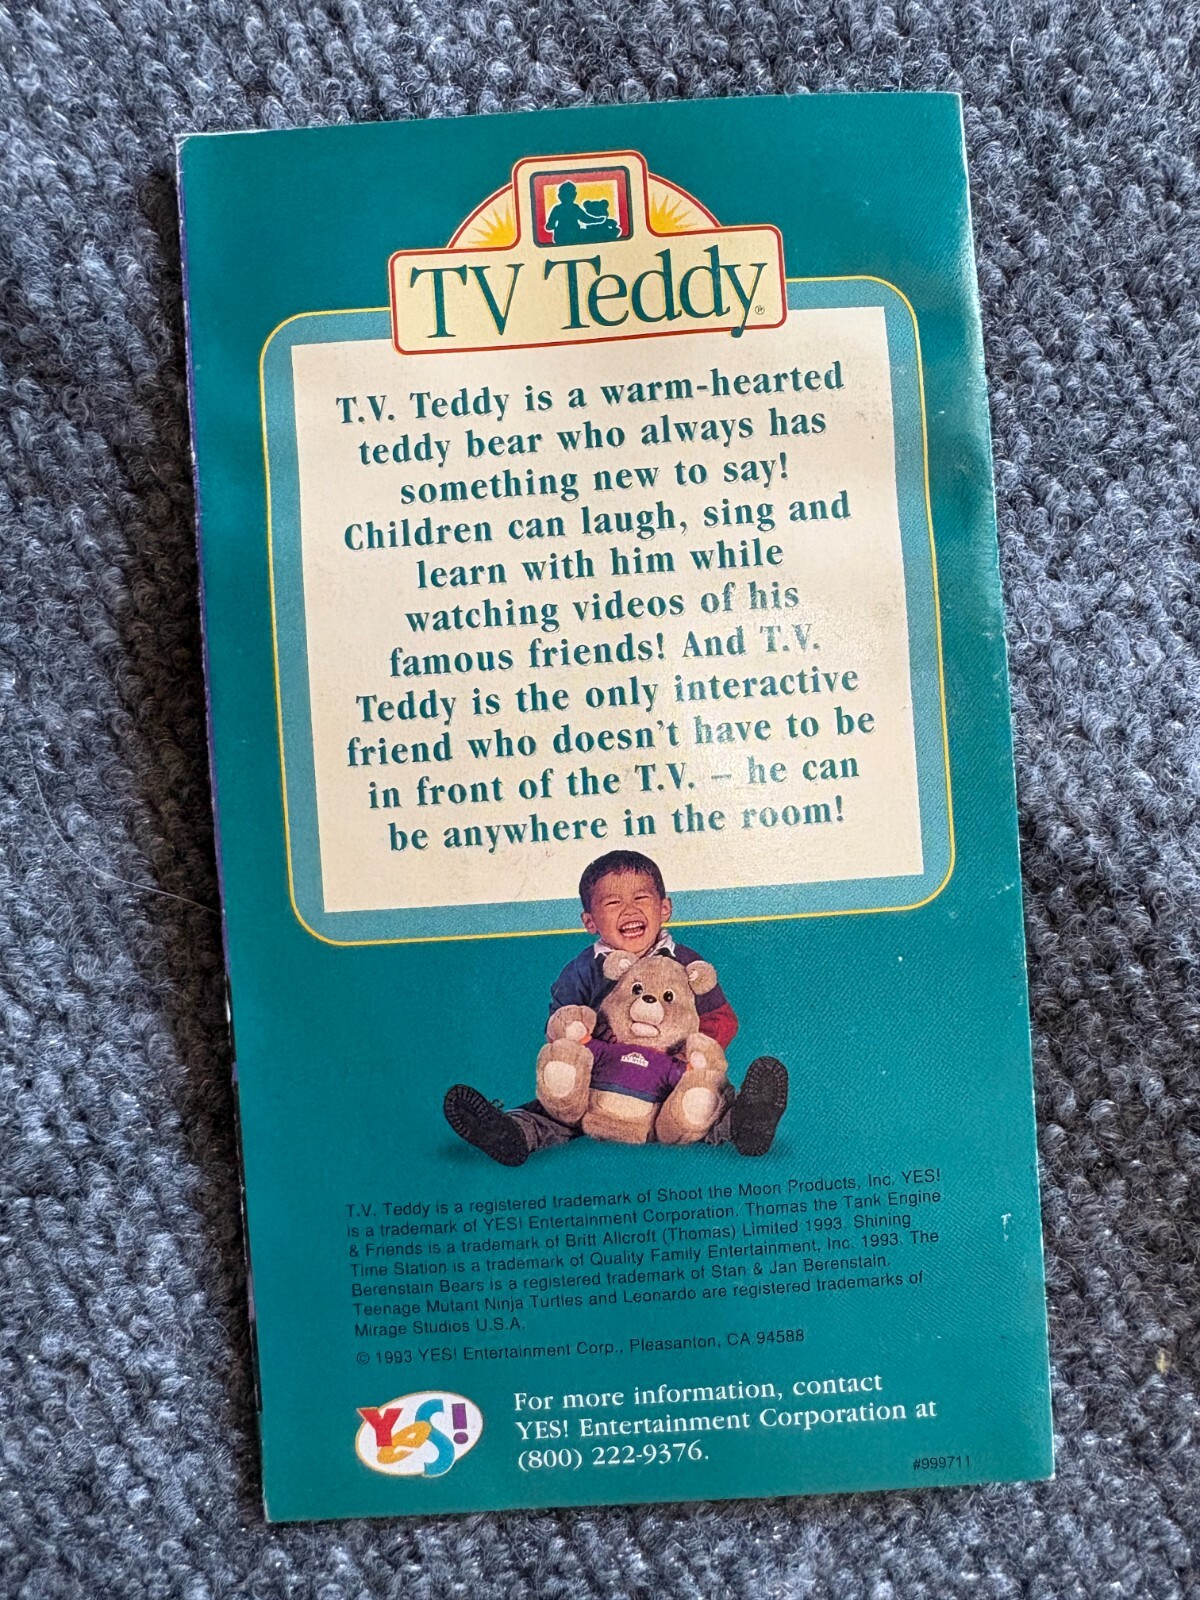 TV Teddy®
T.V. Teddy is a warm-hearted
teddy bear who always has
something new to say!
Children can laugh, sing and
learn with him while
watching videos of his
famous friends! And T.V.
Teddy is the only interactive
friend who doesn't have to be
in front of the T.V. – he can
be anywhere in the room!
T.V. Teddy is a registered trademark of Shoot the Moon Products, Inc. YES!
is a trademark of YES! Entertainment Corporation. Thomas the Tank Engine
& Friends is a trademark of Britt Allcroft (Thomas) Limited 1993. Shining
Time Station is a trademark of Quality Family Entertainment, Inc. 1993. The
Berenstain Bears is a registered trademark of Stan & Jan Berenstain.
Teenage Mutant Ninja Turtles and Leonardo are registered trademarks of
Mirage Studios U.S.A.
© 1993 YES! Entertainment Corp., Pleasanton, CA 94588
YES!
For more information, contact
YES! Entertainment Corporation at
(800) 222-9376.
#999711